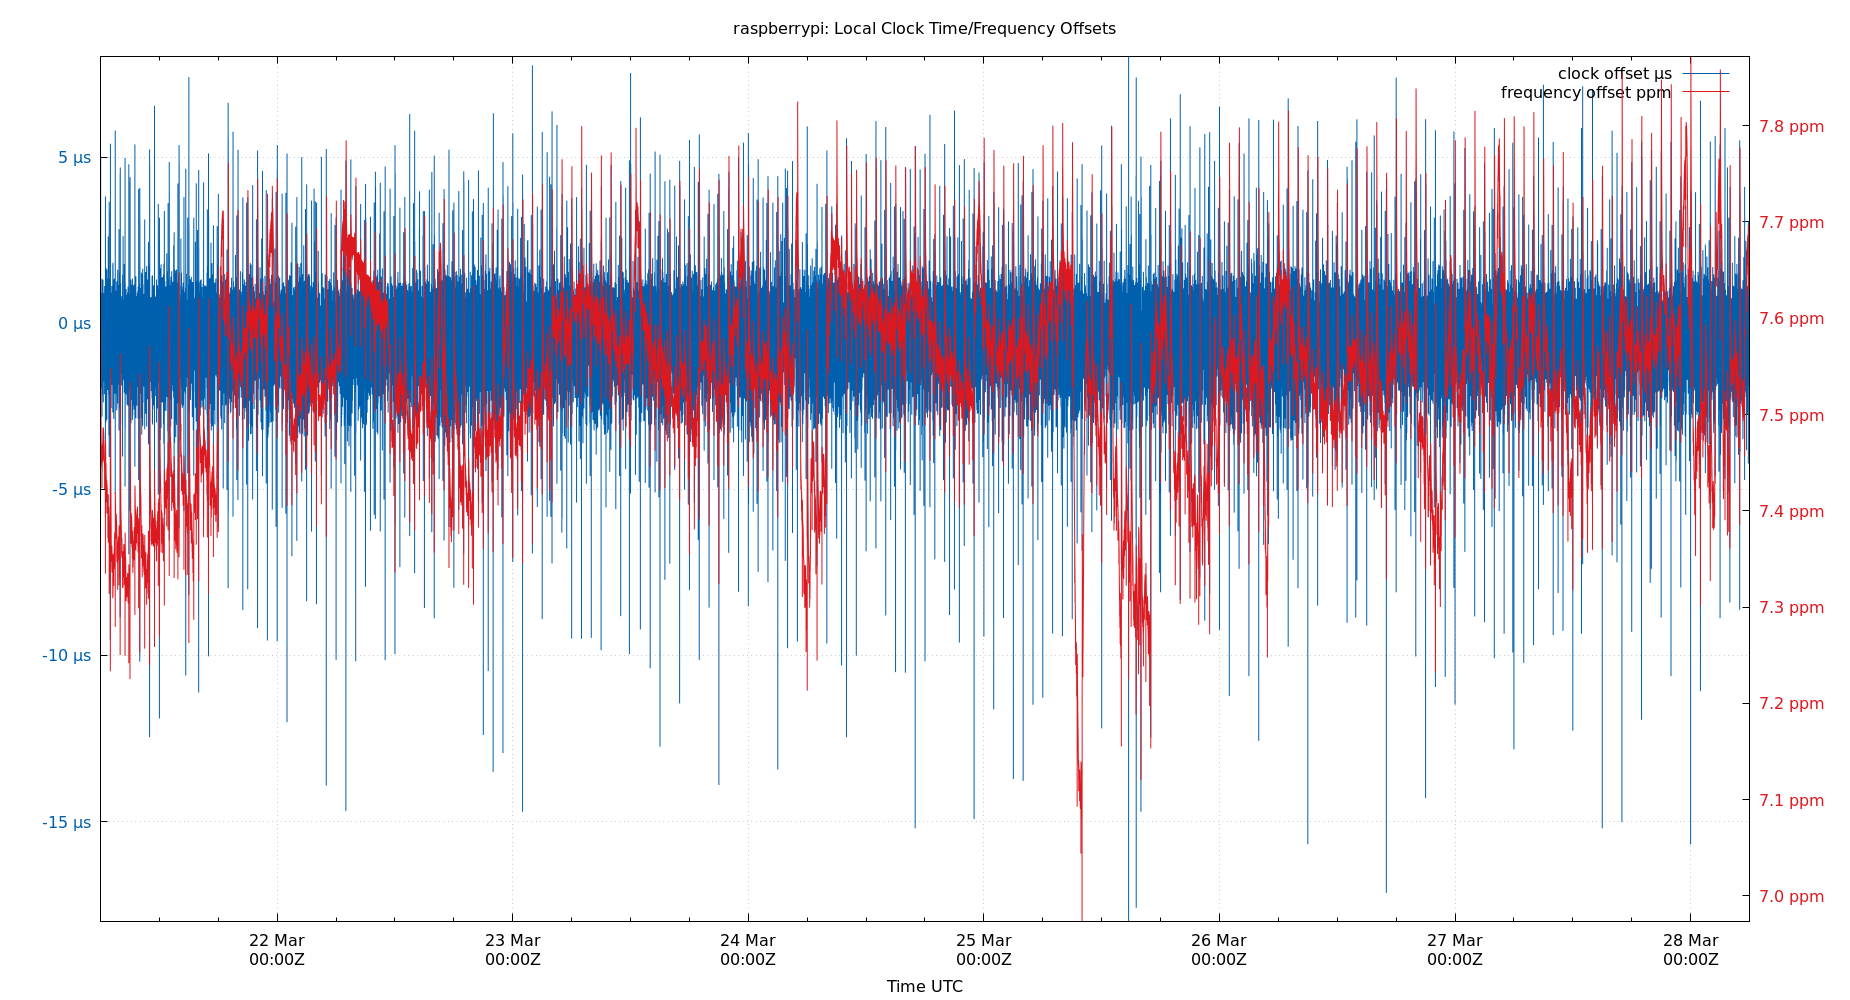 raspberrypi: Local Clock Time/Frequency Offsets
clock offset µs
frequency offset ppm
5 µs
0 µs
-5 µs
-10 µs
-15 µs
7.8 ppm
7.7 ppm
7.6 ppm
7.5 ppm
7.4 ppm
7.3 ppm
7.2 ppm
7.1 ppm
7.0 ppm
22 Mar
00:00Z
23 Mar
00:00Z
24 Mar
00:00Z
25 Mar
00:00Z
26 Mar
00:00Z
27 Mar
00:00Z
28 Mar
00:00Z
Time UTC